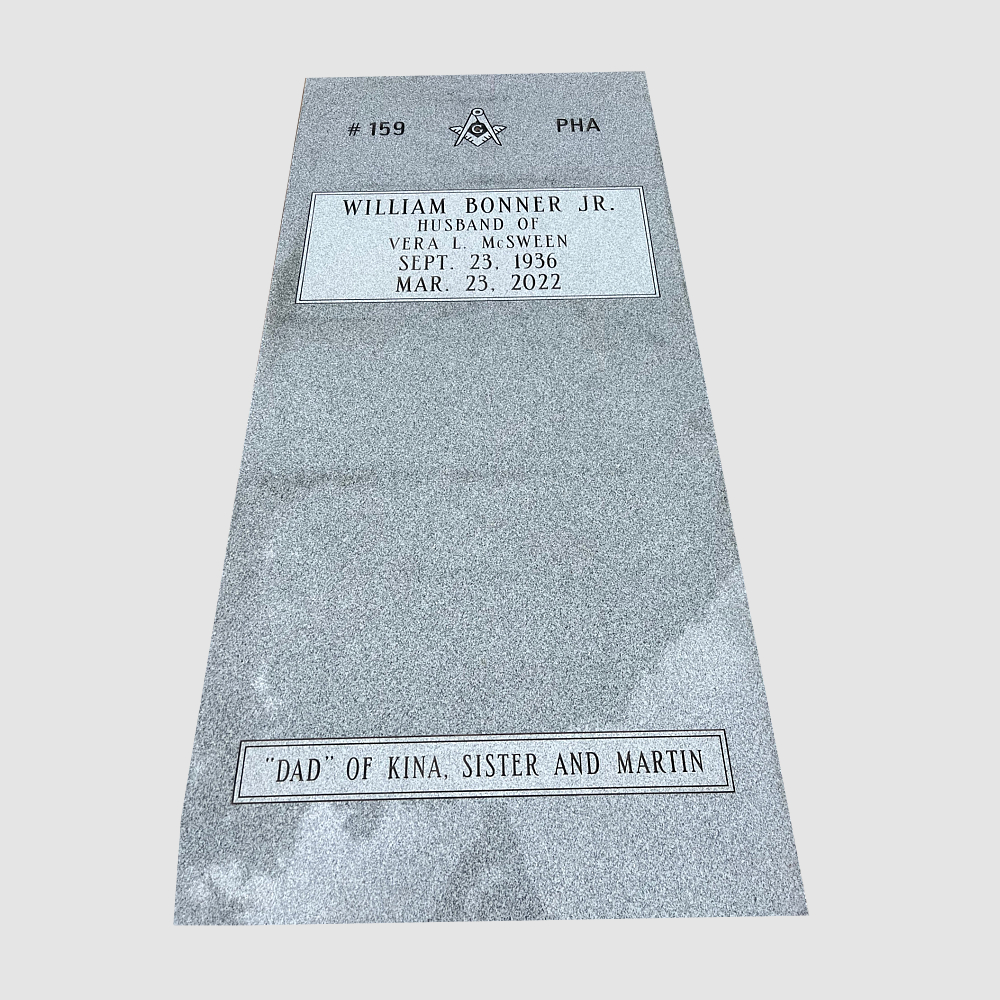 # 159 G PHA
WILLIAM BONNER JR.
HUSBAND OF
VERA L. McSWEEN
SEPT. 23, 1936
MAR. 23, 2022
"DAD" OF KINA, SISTER AND MARTIN